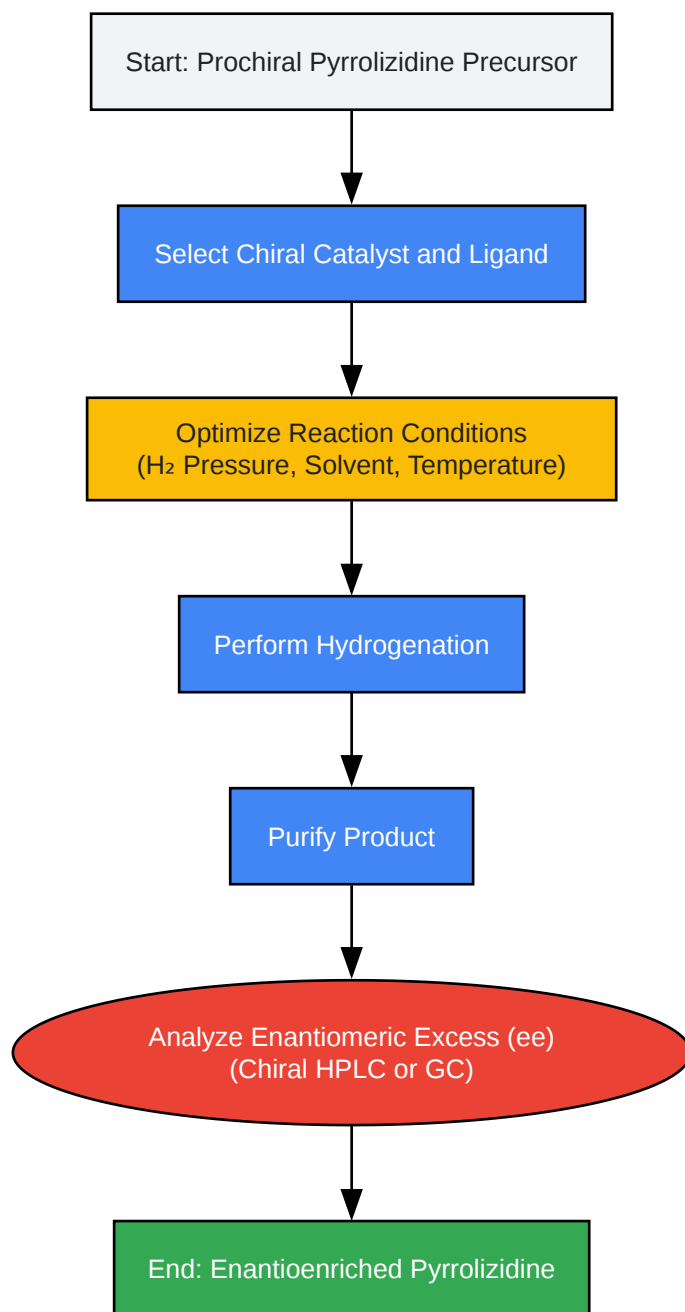 Start: Prochiral Pyrrolizidine Precursor
Select Chiral Catalyst and Ligand
Optimize Reaction Conditions
(H₂ Pressure, Solvent, Temperature)
Perform Hydrogenation
Purify Product
Analyze Enantiomeric Excess (ee)
(Chiral HPLC or GC)
End: Enantioenriched Pyrrolizidine